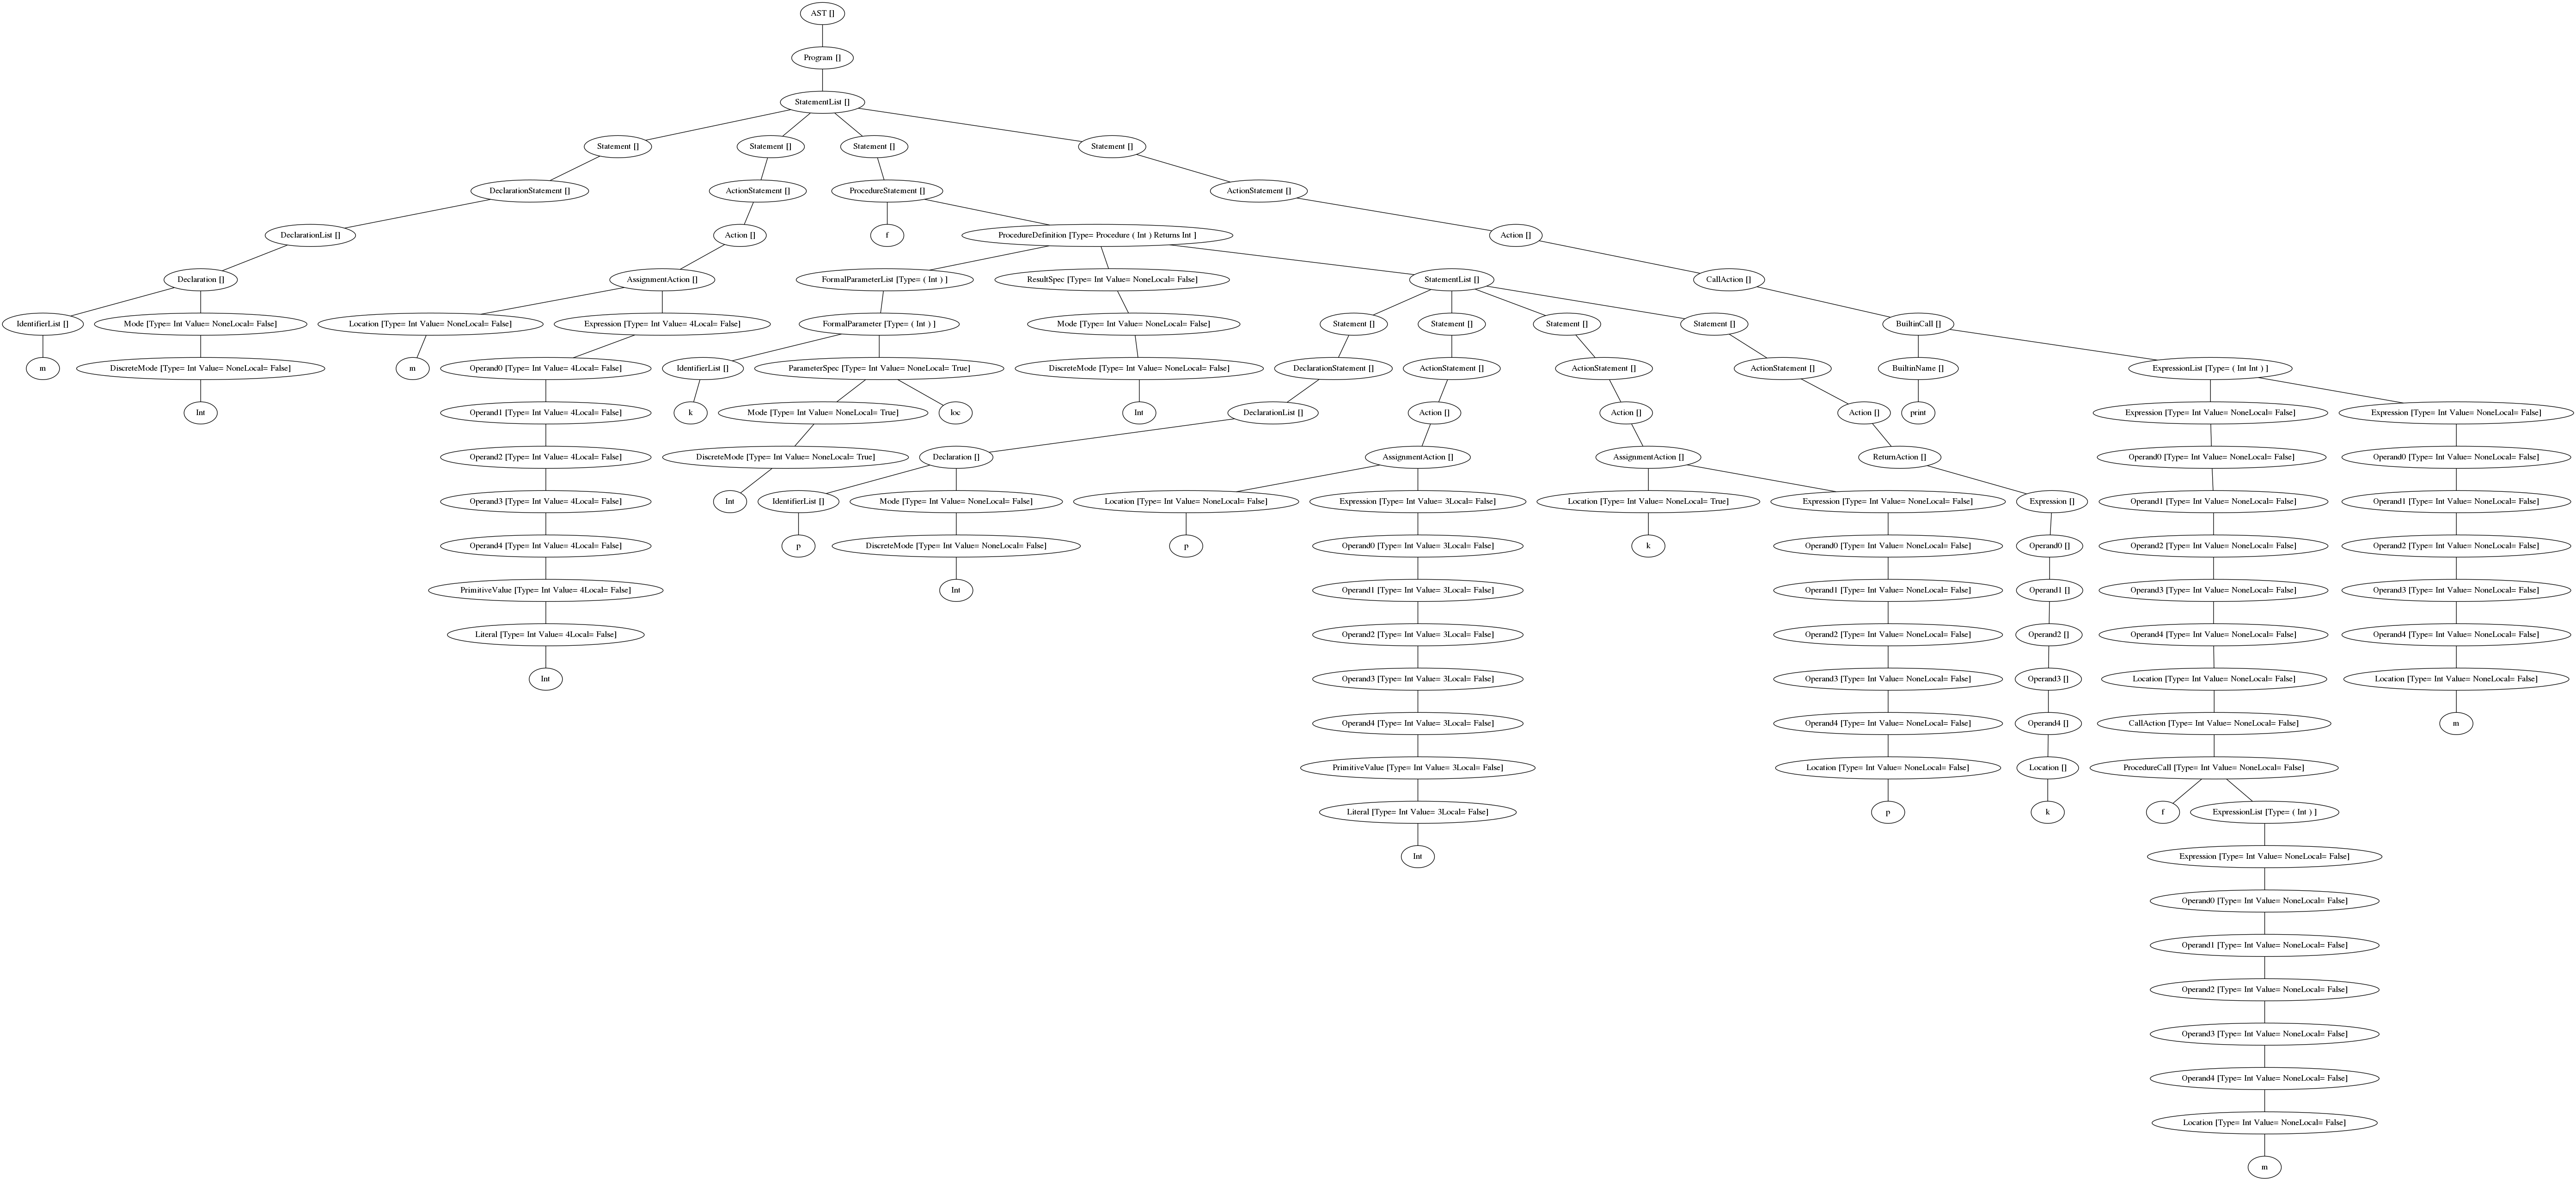 AST []
Program []
StatementList []
Statement []
Statement []
Statement []
Statement []
DeclarationStatement []
ActionStatement []
ProcedureStatement []
ActionStatement []
DeclarationList []
Action []
f
ProcedureDefinition [Type= Procedure ( Int ) Returns Int ]
Action []
Declaration []
AssignmentAction []
FormalParameterList [Type= ( Int ) ]
ResultSpec [Type= Int Value= NoneLocal= False]
StatementList []
CallAction []
IdentifierList []
Mode [Type= Int Value= NoneLocal= False]
Location [Type= Int Value= NoneLocal= False]
Expression [Type= Int Value= 4Local= False]
FormalParameter [Type= ( Int ) ]
Mode [Type= Int Value= NoneLocal= False]
Statement []
Statement []
Statement []
Statement []
BuiltinCall []
m
DiscreteMode [Type= Int Value= NoneLocal= False]
m
Operand0 [Type= Int Value= 4Local= False]
IdentifierList []
ParameterSpec [Type= Int Value= NoneLocal= True]
DiscreteMode [Type= Int Value= NoneLocal= False]
DeclarationStatement []
ActionStatement []
ActionStatement []
ActionStatement []
BuiltinName []
ExpressionList [Type= ( Int Int ) ]
Int
Operand1 [Type= Int Value= 4Local= False]
k
Mode [Type= Int Value= NoneLocal= True]
loc
Int
DeclarationList []
Action []
Action []
Action []
print
Expression [Type= Int Value= NoneLocal= False]
Expression [Type= Int Value= NoneLocal= False]
Operand2 [Type= Int Value= 4Local= False]
DiscreteMode [Type= Int Value= NoneLocal= True]
Declaration []
AssignmentAction []
AssignmentAction []
ReturnAction []
Operand0 [Type= Int Value= NoneLocal= False]
Operand0 [Type= Int Value= NoneLocal= False]
Operand3 [Type= Int Value= 4Local= False]
Int
IdentifierList []
Mode [Type= Int Value= NoneLocal= False]
Location [Type= Int Value= NoneLocal= False]
Expression [Type= Int Value= 3Local= False]
Location [Type= Int Value= NoneLocal= True]
Expression [Type= Int Value= NoneLocal= False]
Expression []
Operand1 [Type= Int Value= NoneLocal= False]
Operand1 [Type= Int Value= NoneLocal= False]
Operand4 [Type= Int Value= 4Local= False]
p
DiscreteMode [Type= Int Value= NoneLocal= False]
p
Operand0 [Type= Int Value= 3Local= False]
k
Operand0 [Type= Int Value= NoneLocal= False]
Operand0 []
Operand2 [Type= Int Value= NoneLocal= False]
Operand2 [Type= Int Value= NoneLocal= False]
PrimitiveValue [Type= Int Value= 4Local= False]
Int
Operand1 [Type= Int Value= 3Local= False]
Operand1 [Type= Int Value= NoneLocal= False]
Operand1 []
Operand3 [Type= Int Value= NoneLocal= False]
Operand3 [Type= Int Value= NoneLocal= False]
Literal [Type= Int Value= 4Local= False]
Operand2 [Type= Int Value= 3Local= False]
Operand2 [Type= Int Value= NoneLocal= False]
Operand2 []
Operand4 [Type= Int Value= NoneLocal= False]
Operand4 [Type= Int Value= NoneLocal= False]
Int
Operand3 [Type= Int Value= 3Local= False]
Operand3 [Type= Int Value= NoneLocal= False]
Operand3 []
Location [Type= Int Value= NoneLocal= False]
Location [Type= Int Value= NoneLocal= False]
Operand4 [Type= Int Value= 3Local= False]
Operand4 [Type= Int Value= NoneLocal= False]
Operand4 []
CallAction [Type= Int Value= NoneLocal= False]
m
PrimitiveValue [Type= Int Value= 3Local= False]
Location [Type= Int Value= NoneLocal= False]
Location []
ProcedureCall [Type= Int Value= NoneLocal= False]
Literal [Type= Int Value= 3Local= False]
p
k
f
ExpressionList [Type= ( Int ) ]
Int
Expression [Type= Int Value= NoneLocal= False]
Operand0 [Type= Int Value= NoneLocal= False]
Operand1 [Type= Int Value= NoneLocal= False]
Operand2 [Type= Int Value= NoneLocal= False]
Operand3 [Type= Int Value= NoneLocal= False]
Operand4 [Type= Int Value= NoneLocal= False]
Location [Type= Int Value= NoneLocal= False]
m